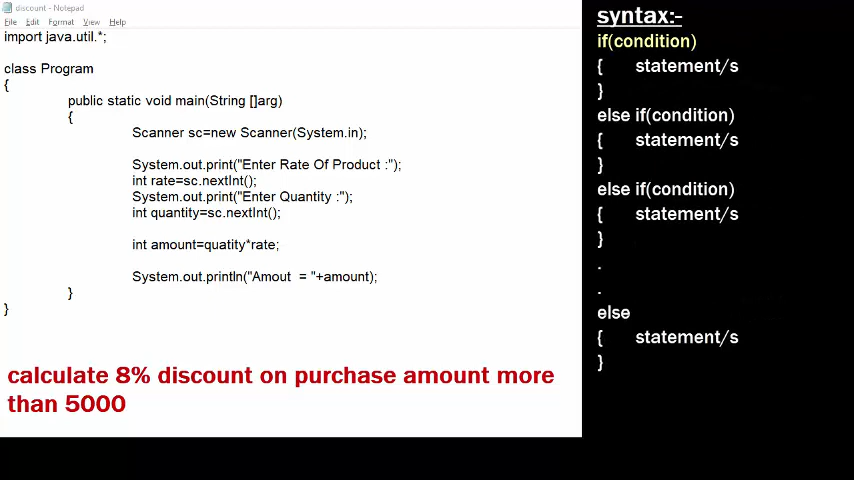 discount - Notepad
File Edit Format View Help
import java.util.*;
class Program
{
public static void main(String []arg)
{
Scanner sc=new Scanner(System.in);
System.out.print("Enter Rate Of Product :");
int rate=sc.nextInt();
System.out.print("Enter Quantity :");
int quantity=sc.nextInt();
int amount=quatity*rate;
System.out.println("Amout  = "+amount);
}
}
calculate 8% discount on purchase amount more
than 5000
syntax:-
if(condition)
{ statement/s
}
else if(condition)
{ statement/s
}
else if(condition)
{ statement/s
}
.
.
else
{ statement/s
}